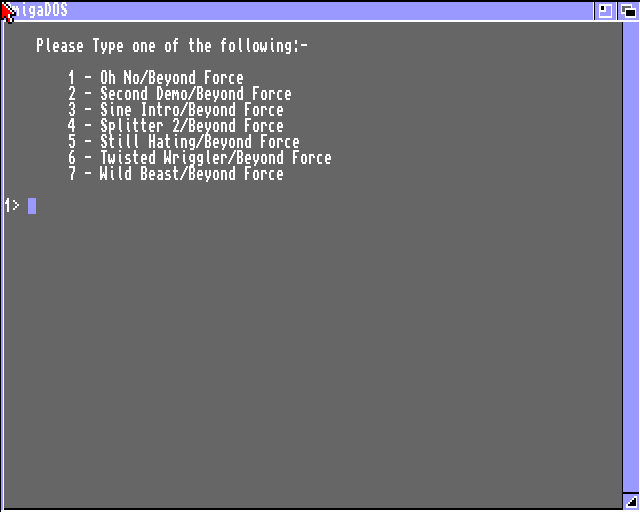 migaDOS
Please Type one of the following:-
1 - Oh No/Beyond Force
2 - Second Demo/Beyond Force
3 - Sine Intro/Beyond Force
4 - Splitter 2/Beyond Force
5 - Still Hating/Beyond Force
6 - Twisted Wriggler/Beyond Force
7 - Wild Beast/Beyond Force
1>